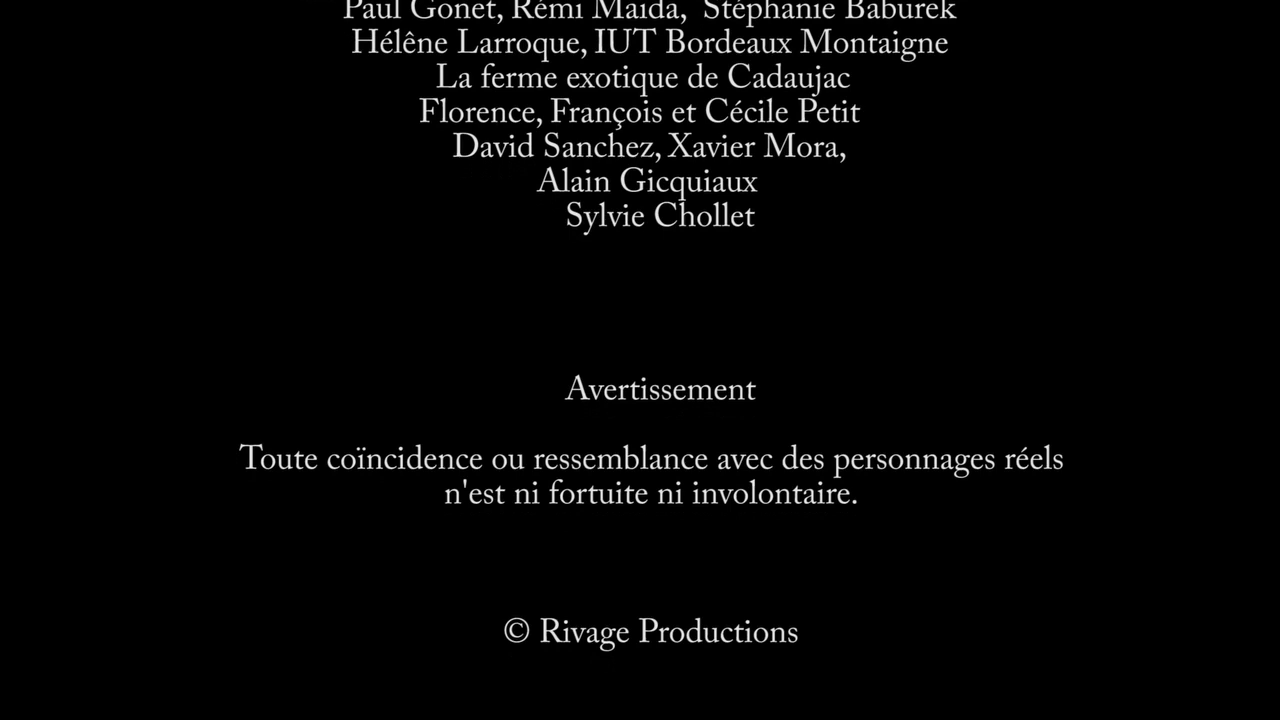 Paul Gonet, Rémi Maida, Stéphanie Baburek
Hélêne Larroque, IUT Bordeaux Montaigne
La ferme exotique de Cadaujac
Florence, François et Cécile Petit
David Sanchez, Xavier Mora,
Alain Gicquiaux
Sylvie Chollet
Avertissement
Toute coïncidence ou ressemblance avec des personnages réels
n'est ni fortuite ni involontaire.
© Rivage Productions